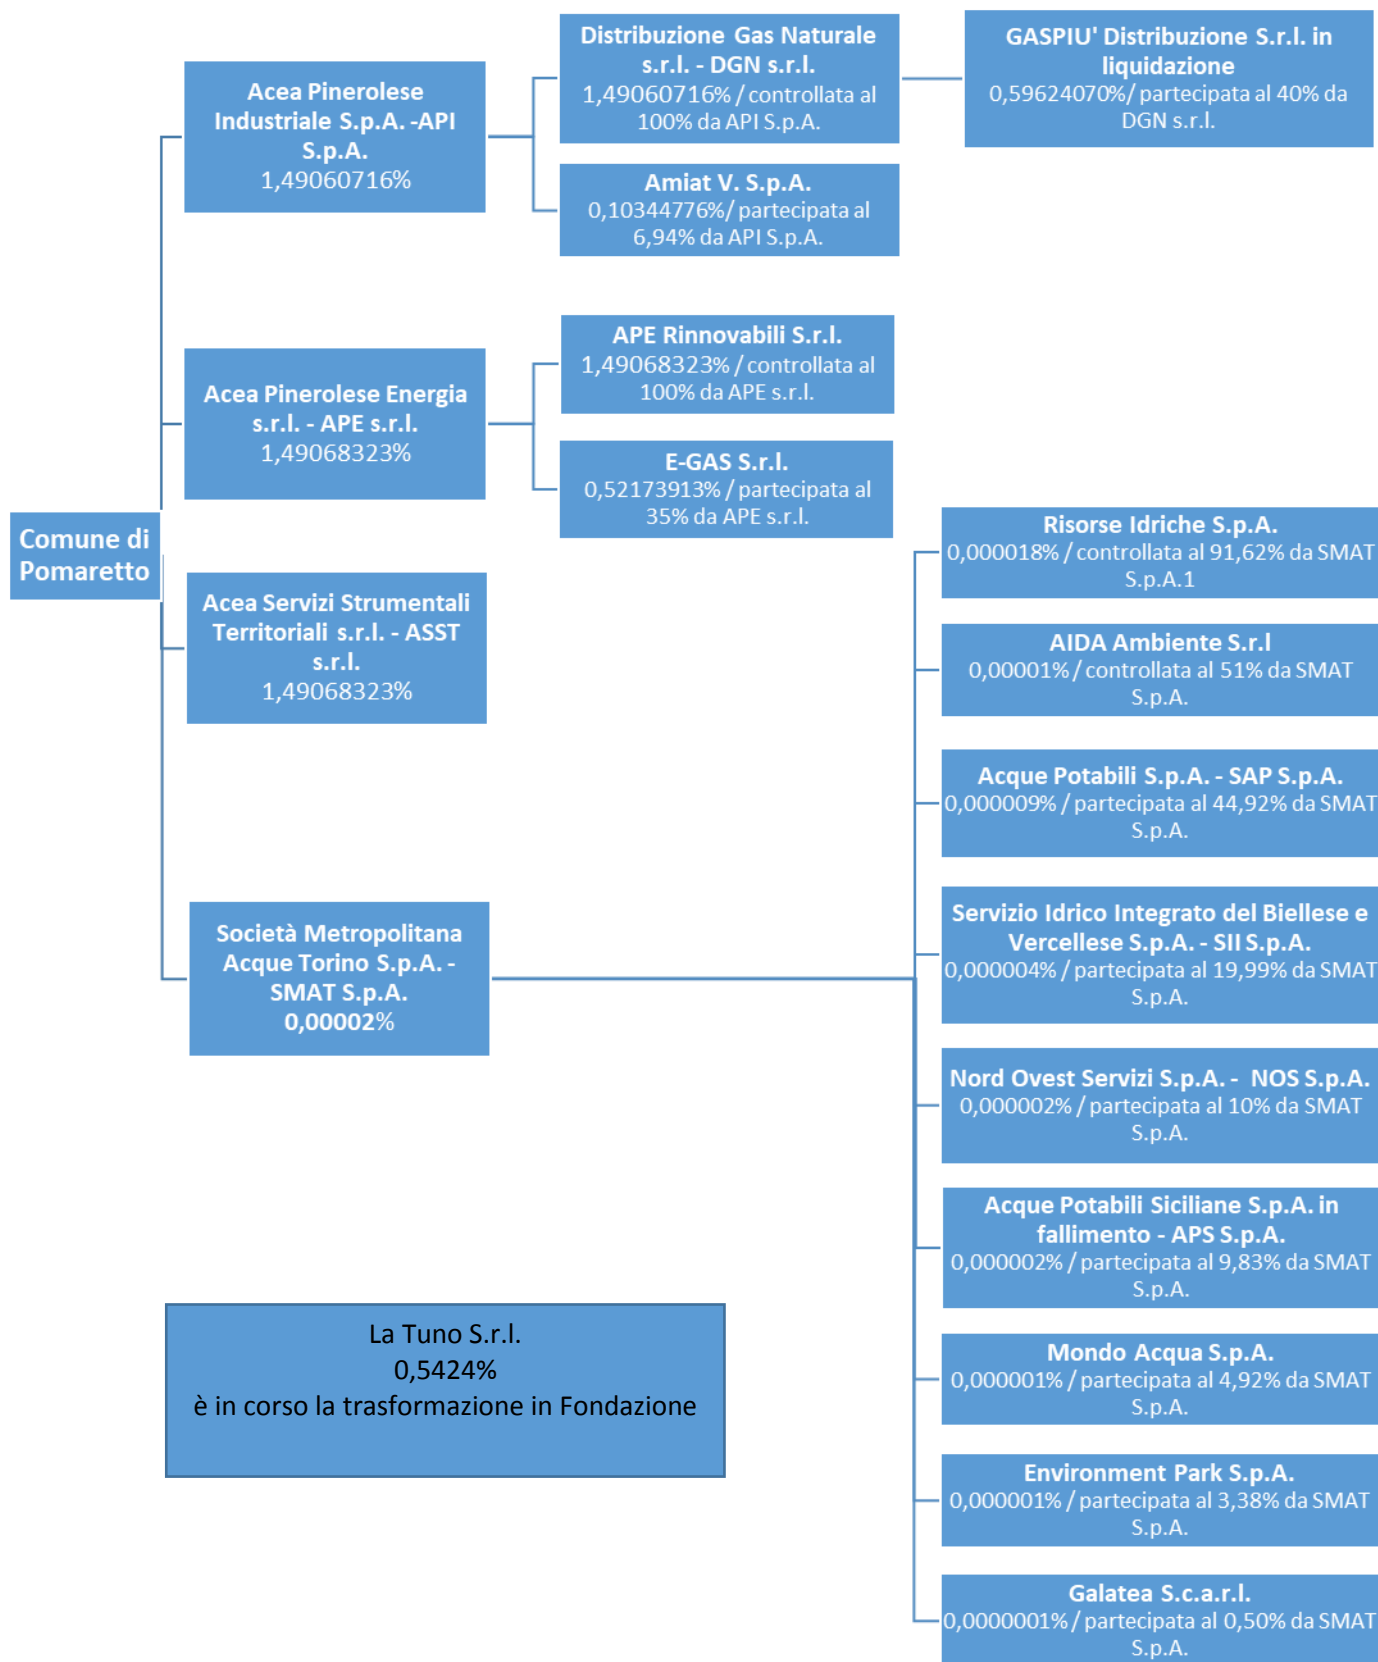 Comune di
Pomaretto
Acea Pinerolese
Industriale S.p.A. -API
S.p.A.
1,49060716%
Distribuzione Gas Naturale
s.r.l. - DGN s.r.l.
1,49060716% / controllata al
100% da API S.p.A.
GASPIU' Distribuzione S.r.l. in
liquidazione
0,59624070%/ partecipata al 40% da
DGN s.r.l.
Amiat V. S.p.A.
0,10344776%/ partecipata al
6,94% da API S.p.A.
Acea Pinerolese Energia
s.r.l. - APE s.r.l.
1,49068323%
APE Rinnovabili S.r.l.
1,49068323% / controllata al
100% da APE s.r.l.
E-GAS S.r.l.
0,52173913% / partecipata al
35% da APE s.r.l.
Acea Servizi Strumentali
Territoriali s.r.l. - ASST
s.r.l.
1,49068323%
Società Metropolitana
Acque Torino S.p.A. -
SMAT S.p.A.
0,00002%
Risorse Idriche S.p.A.
0,000018% / controllata al 91,62% da SMAT
S.p.A.1
AIDA Ambiente S.r.l
0,00001% / controllata al 51% da SMAT
S.p.A.
Acque Potabili S.p.A. - SAP S.p.A.
0,000009% / partecipata al 44,92% da SMAT
S.p.A.
Servizio Idrico Integrato del Biellese e
Vercellese S.p.A. - SII S.p.A.
0,000004% / partecipata al 19,99% da SMAT
S.p.A.
Nord Ovest Servizi S.p.A. - NOS S.p.A.
0,000002% / partecipata al 10% da SMAT
S.p.A.
Acque Potabili Siciliane S.p.A. in
fallimento - APS S.p.A.
0,000002% / partecipata al 9,83% da SMAT
S.p.A.
Mondo Acqua S.p.A.
0,000001% / partecipata al 4,92% da SMAT
S.p.A.
Environment Park S.p.A.
0,000001% / partecipata al 3,38% da SMAT
S.p.A.
Galatea S.c.a.r.l.
0,0000001% / partecipata al 0,50% da SMAT
S.p.A.
La Tuno S.r.l.
0,5424%
è in corso la trasformazione in Fondazione